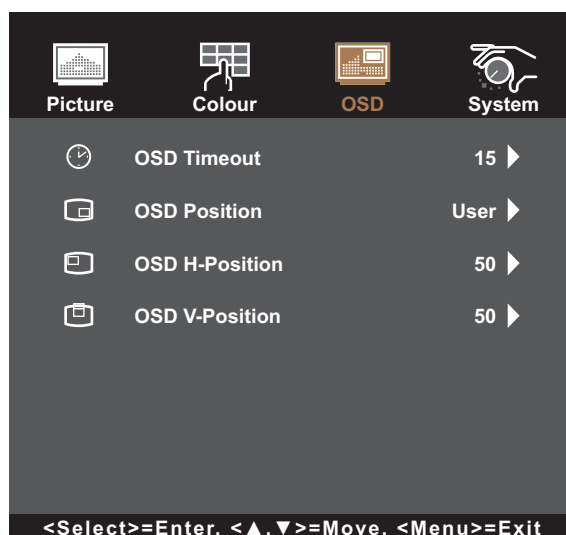 Picture Colour OSD System
OSD Timeout 15
OSD Position User
OSD H-Position 50
OSD V-Position 50
<Select>=Enter, <▲,▼>=Move, <Menu>=Exit